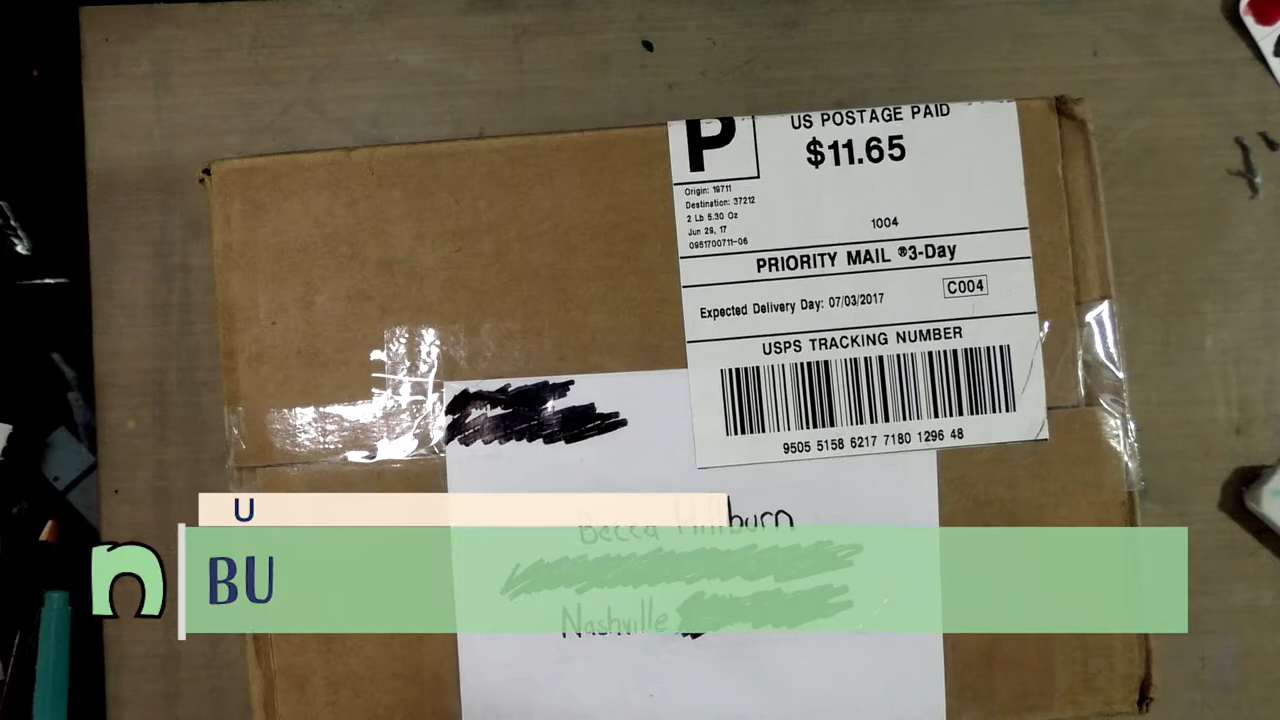 P
US POSTAGE PAID
$11.65
Origin: 19711
Destination: 37212
2 Lb 5.30 Oz
Jun 29, 17
0951700711-06
1004
PRIORITY MAIL ®3-Day
Expected Delivery Day: 07/03/2017
C004
USPS TRACKING NUMBER
9505 5158 6217 7180 1296 48
U
Becca Hillburn
n
BU
Nashville